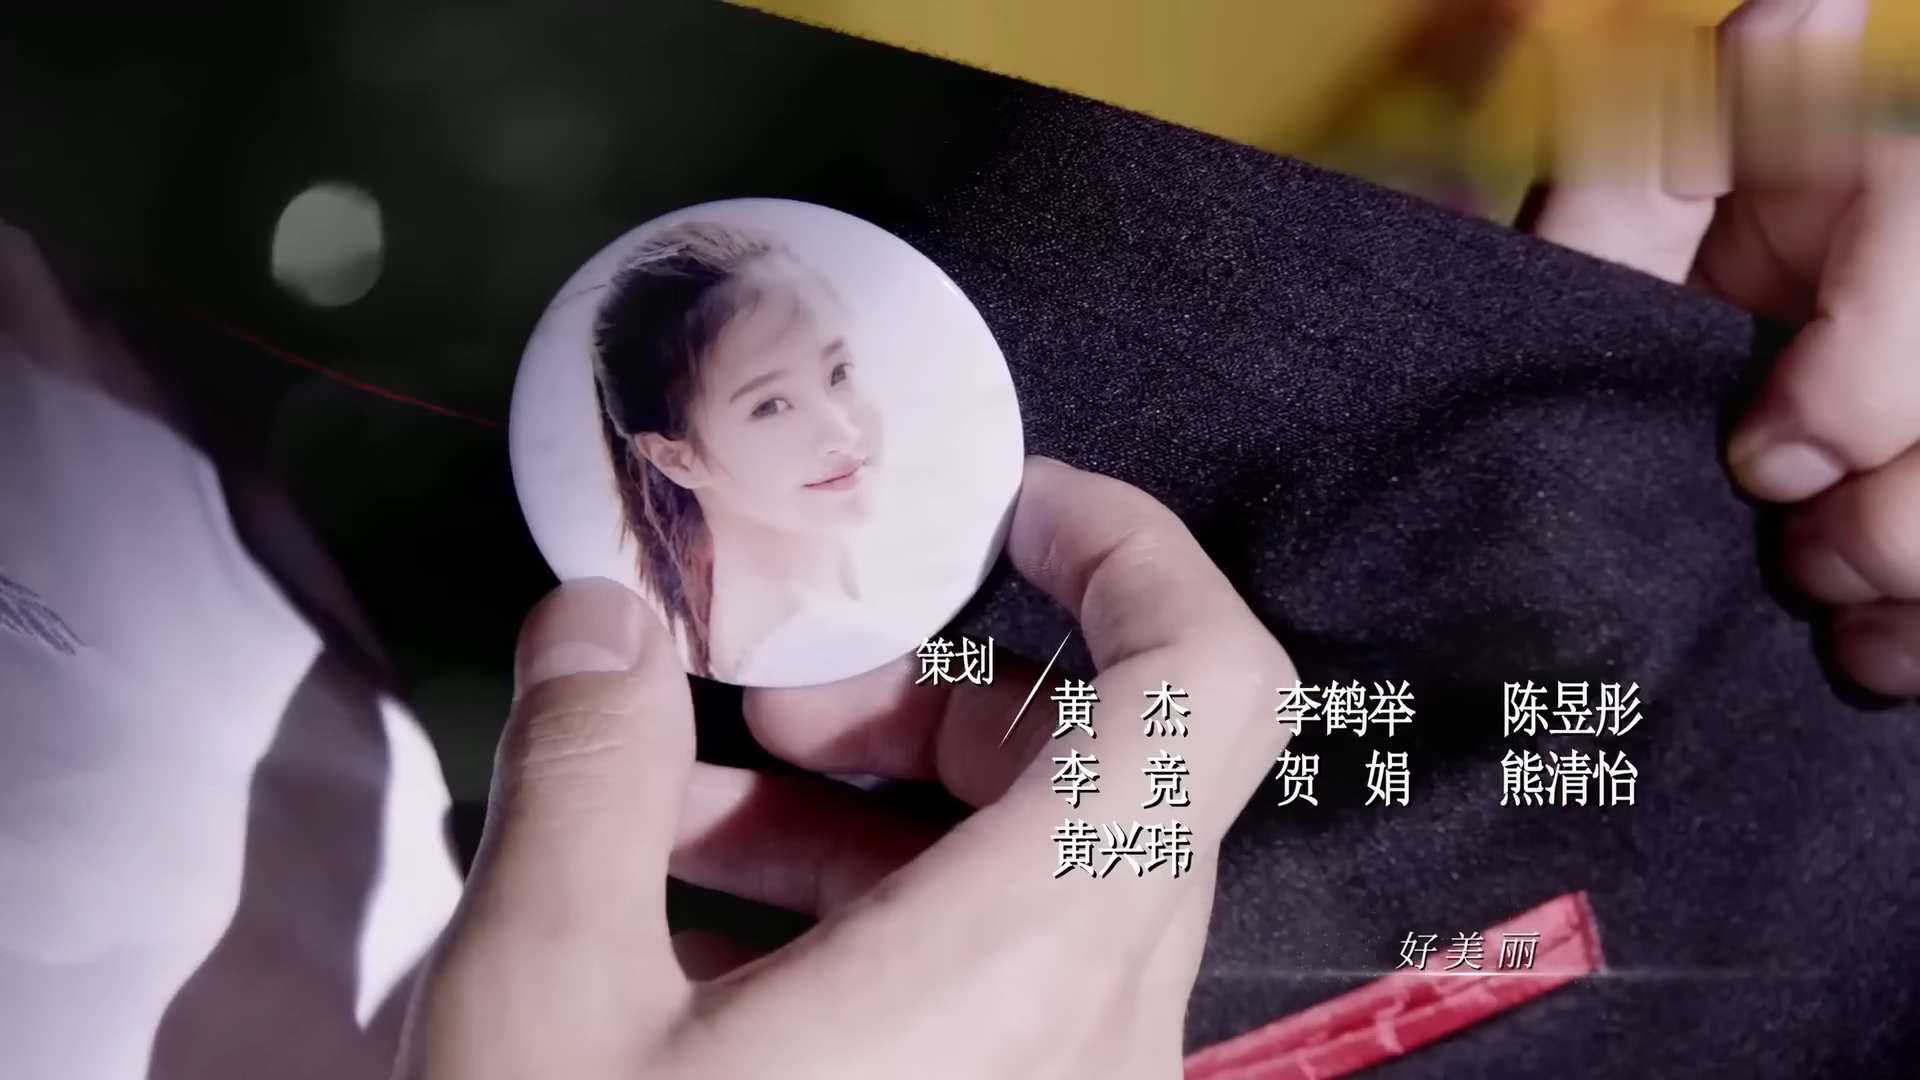 策划
黄 杰 李鹤举 陈昱彤
李 竞 贺 娟 熊清怡
黄兴玮
好美丽